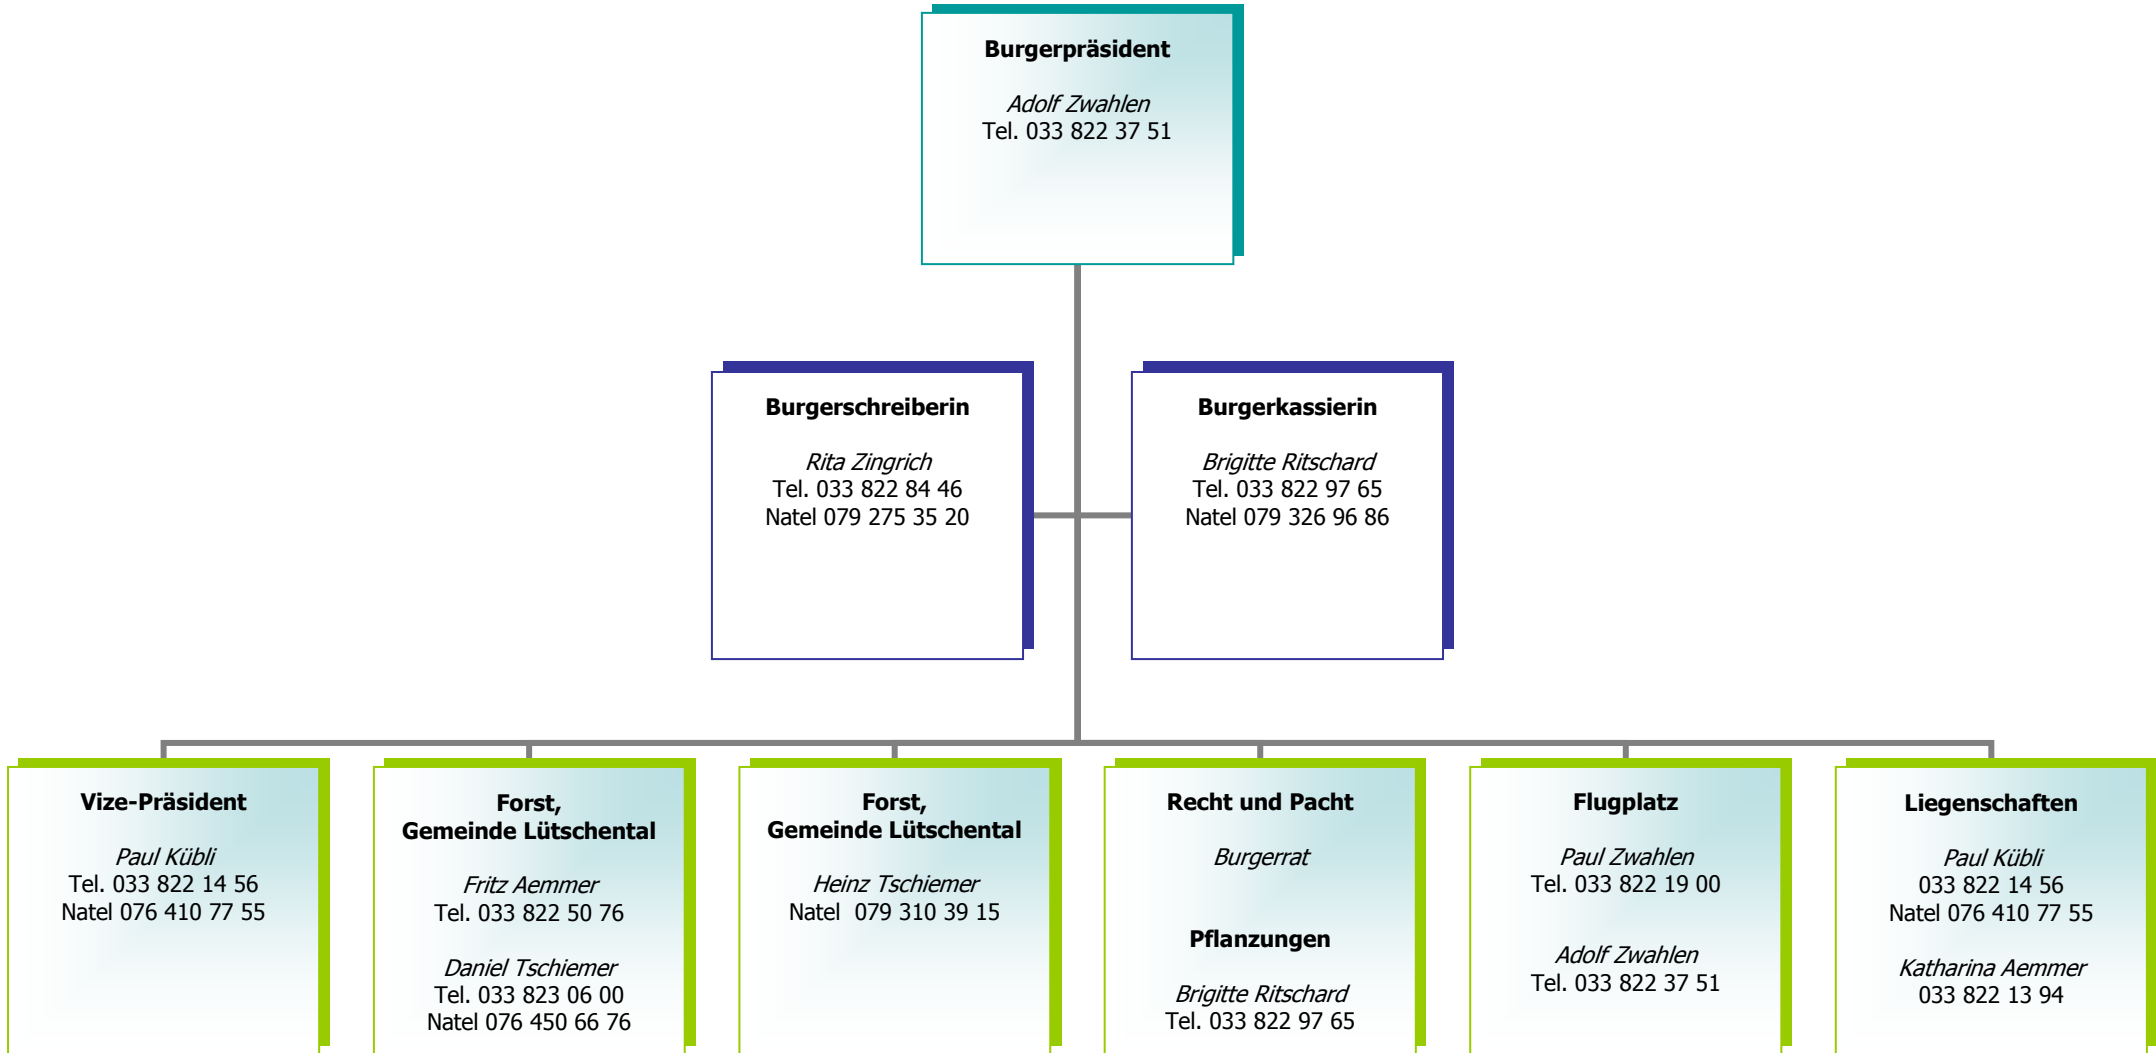 Burgerpräsident
Adolf Zwahlen
Tel. 033 822 37 51
Burgerschreiberin
Rita Zingrich
Tel. 033 822 84 46
Natel 079 275 35 20
Burgerkassierin
Brigitte Ritschard
Tel. 033 822 97 65
Natel 079 326 96 86
Vize-Präsident
Paul Kübli
Tel. 033 822 14 56
Natel 076 410 77 55
Forst,
Gemeinde Lütschental
Fritz Aemmer
Tel. 033 822 50 76
Daniel Tschiemer
Tel. 033 823 06 00
Natel 076 450 66 76
Forst,
Gemeinde Lütschental
Heinz Tschiemer
Natel  079 310 39 15
Recht und Pacht
Burgerrat
Pflanzungen
Brigitte Ritschard
Tel. 033 822 97 65
Flugplatz
Paul Zwahlen
Tel. 033 822 19 00
Adolf Zwahlen
Tel. 033 822 37 51
Liegenschaften
Paul Kübli
033 822 14 56
Natel 076 410 77 55
Katharina Aemmer
033 822 13 94